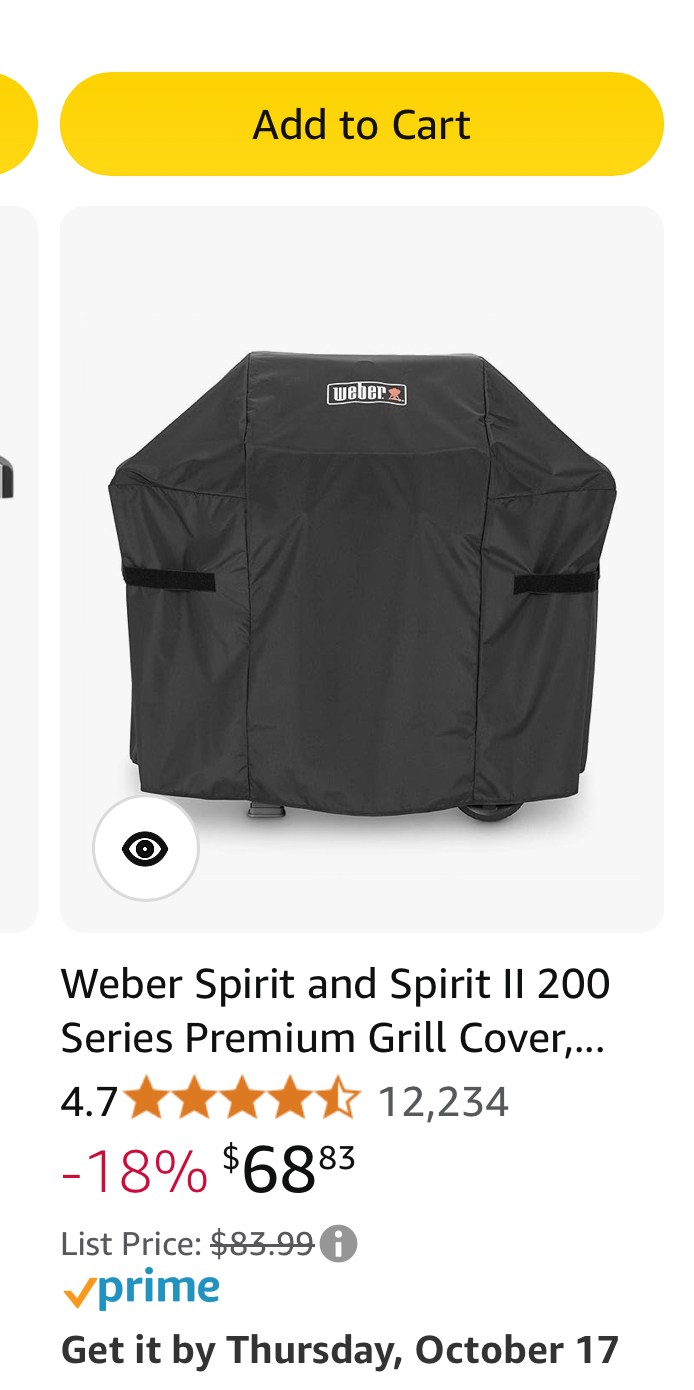 Add to Cart
weber
Weber Spirit and Spirit II 200
Series Premium Grill Cover,...
4.7 12,234
-18% $68 83
List Price: $83.99
prime
Get it by Thursday, October 17